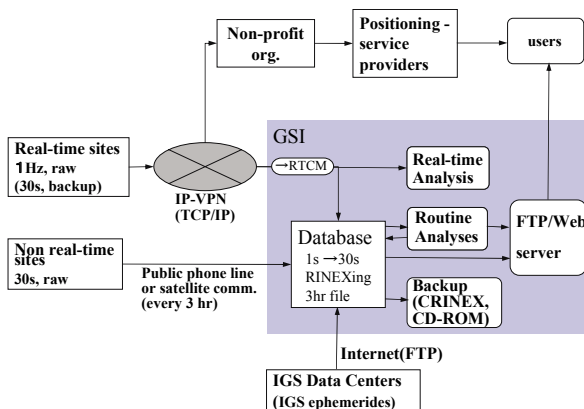 Non-profit
org.
Positioning -
service
providers
users
GSI
Real-time sites
1Hz, raw
(30s, backup)
IP-VPN
(TCP/IP)
→RTCM
Real-time
Analysis
Non real-time
sites
30s, raw
Public phone line
or satellite comm.
(every 3 hr)
Database
1s →30s
RINEXing
3hr file
Routine
Analyses
FTP/Web
server
Backup
(CRINEX,
CD-ROM)
Internet(FTP)
IGS Data Centers
(IGS ephemerides)